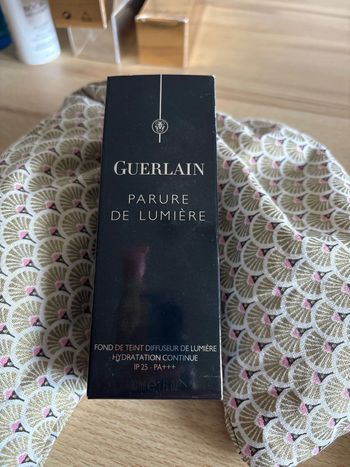 GUERLAIN
PARURE
DE LUMIÈRE
FOND DE TEINT DIFFUSEUR DE LUMIÈRE
HYDRATATION CONTINUE
IP 25 - PA+++